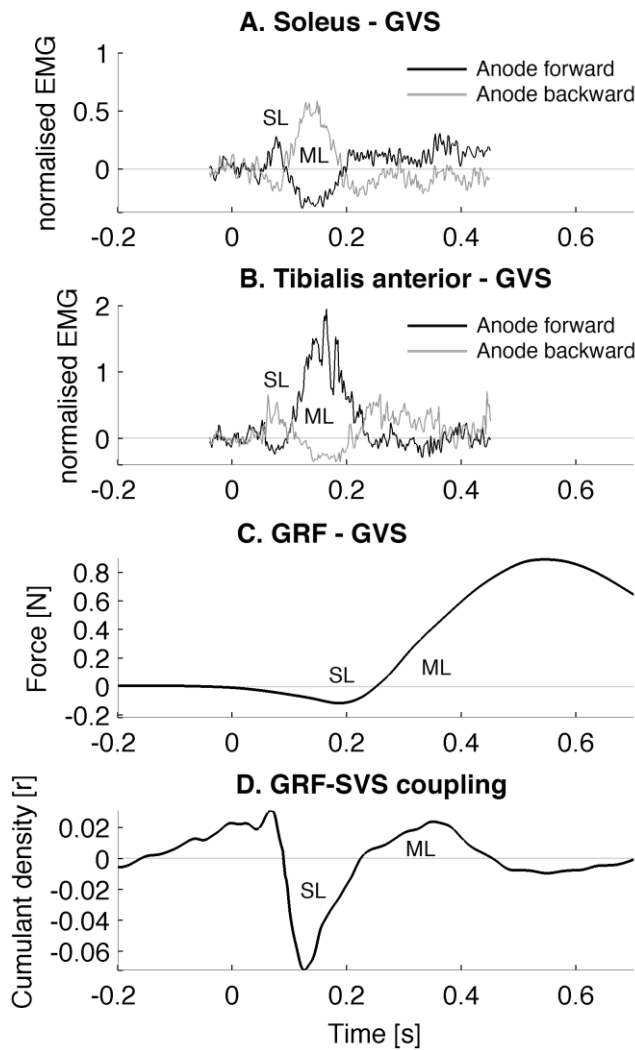 A. Soleus - GVS
normalised EMG
1
0.5
0
Anode forward
Anode backward
SL
ML
-0.2 0 0.2 0.4 0.6
B. Tibialis anterior - GVS
normalised EMG
2
1
0
Anode forward
Anode backward
SL
ML
-0.2 0 0.2 0.4 0.6
C. GRF - GVS
Force [N]
0.8
0.6
0.4
0.2
0
-0.2
SL
ML
-0.2 0 0.2 0.4 0.6
D. GRF-SVS coupling
Cumulant density [r]
0.02
0
-0.02
-0.04
-0.06
SL
ML
-0.2 0 0.2 0.4 0.6
Time [s]